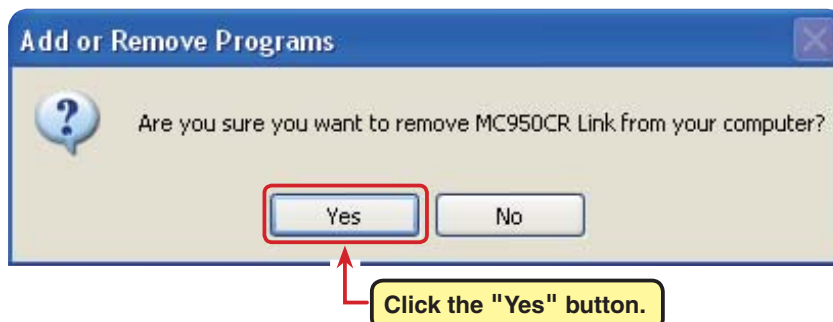 Add or Remove Programs
Are you sure you want to remove MC950CR Link from your computer?
Yes
No
Click the "Yes" button.